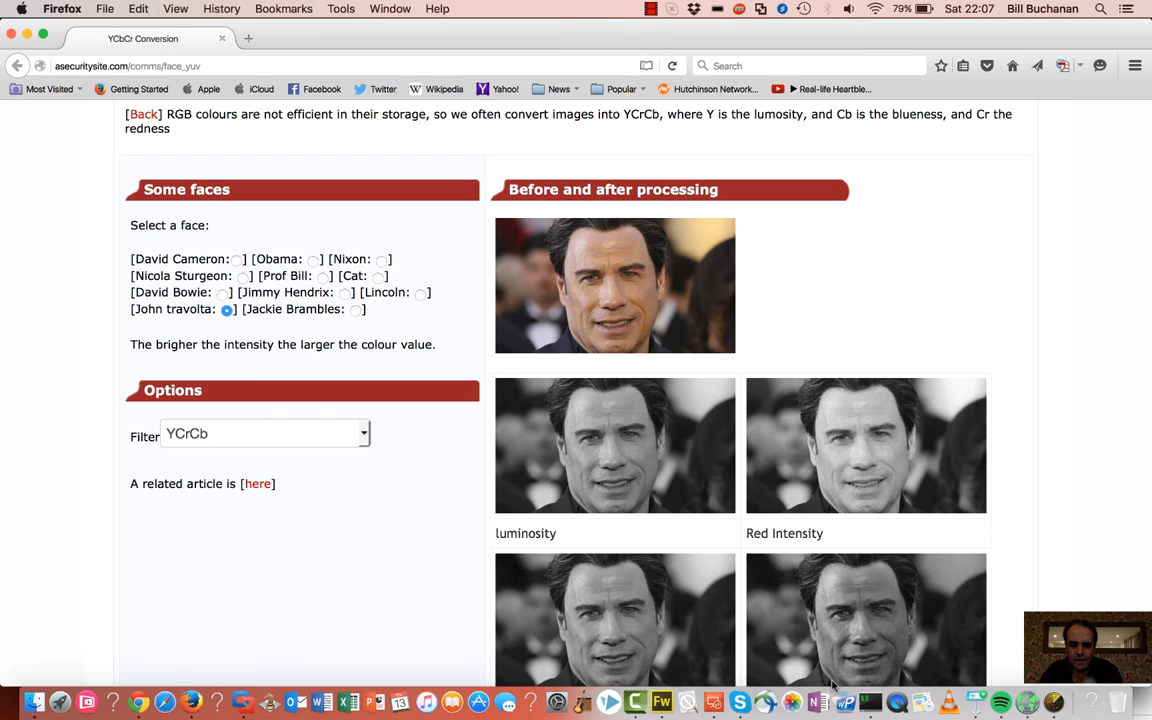 Firefox File Edit View History Bookmarks Tools Window Help 79% Sat 22:07 Bill Buchanan
YCbCr Conversion
asecuritysite.com/comms/face_yuv Search
Most Visited Getting Started Apple iCloud Facebook Twitter Wikipedia Yahoo! News Popular Hutchinson Network... Real-life Heartble...
[Back] RGB colours are not efficient in their storage, so we often convert images into YCrCb, where Y is the lumosity, and Cb is the blueness, and Cr the
redness
Some faces
Select a face:
[David Cameron: ] [Obama: ] [Nixon: ]
[Nicola Sturgeon: ] [Prof Bill: ] [Cat: ]
[David Bowie: ] [Jimmy Hendrix: ] [Lincoln: ]
[John travolta: ] [Jackie Brambles: ]
The brigher the intensity the larger the colour value.
Options
Filter YCrCb
A related article is [here]
Before and after processing
luminosity
Red Intensity